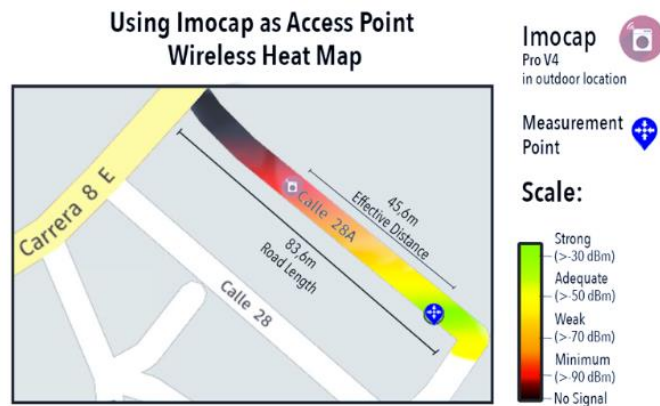 Using Imocap as Access Point
Wireless Heat Map
Imocap
Pro V4
in outdoor location
Measurement
Point
Scale:
Strong
(>-30 dBm)
Adequate
(>-50 dBm)
Weak
(>-70 dBm)
Minimum
(>-90 dBm)
No Signal
Carrera 8 E
Calle 28A
45,6m
Effective Distance
83,6m
Road Length
Calle 28